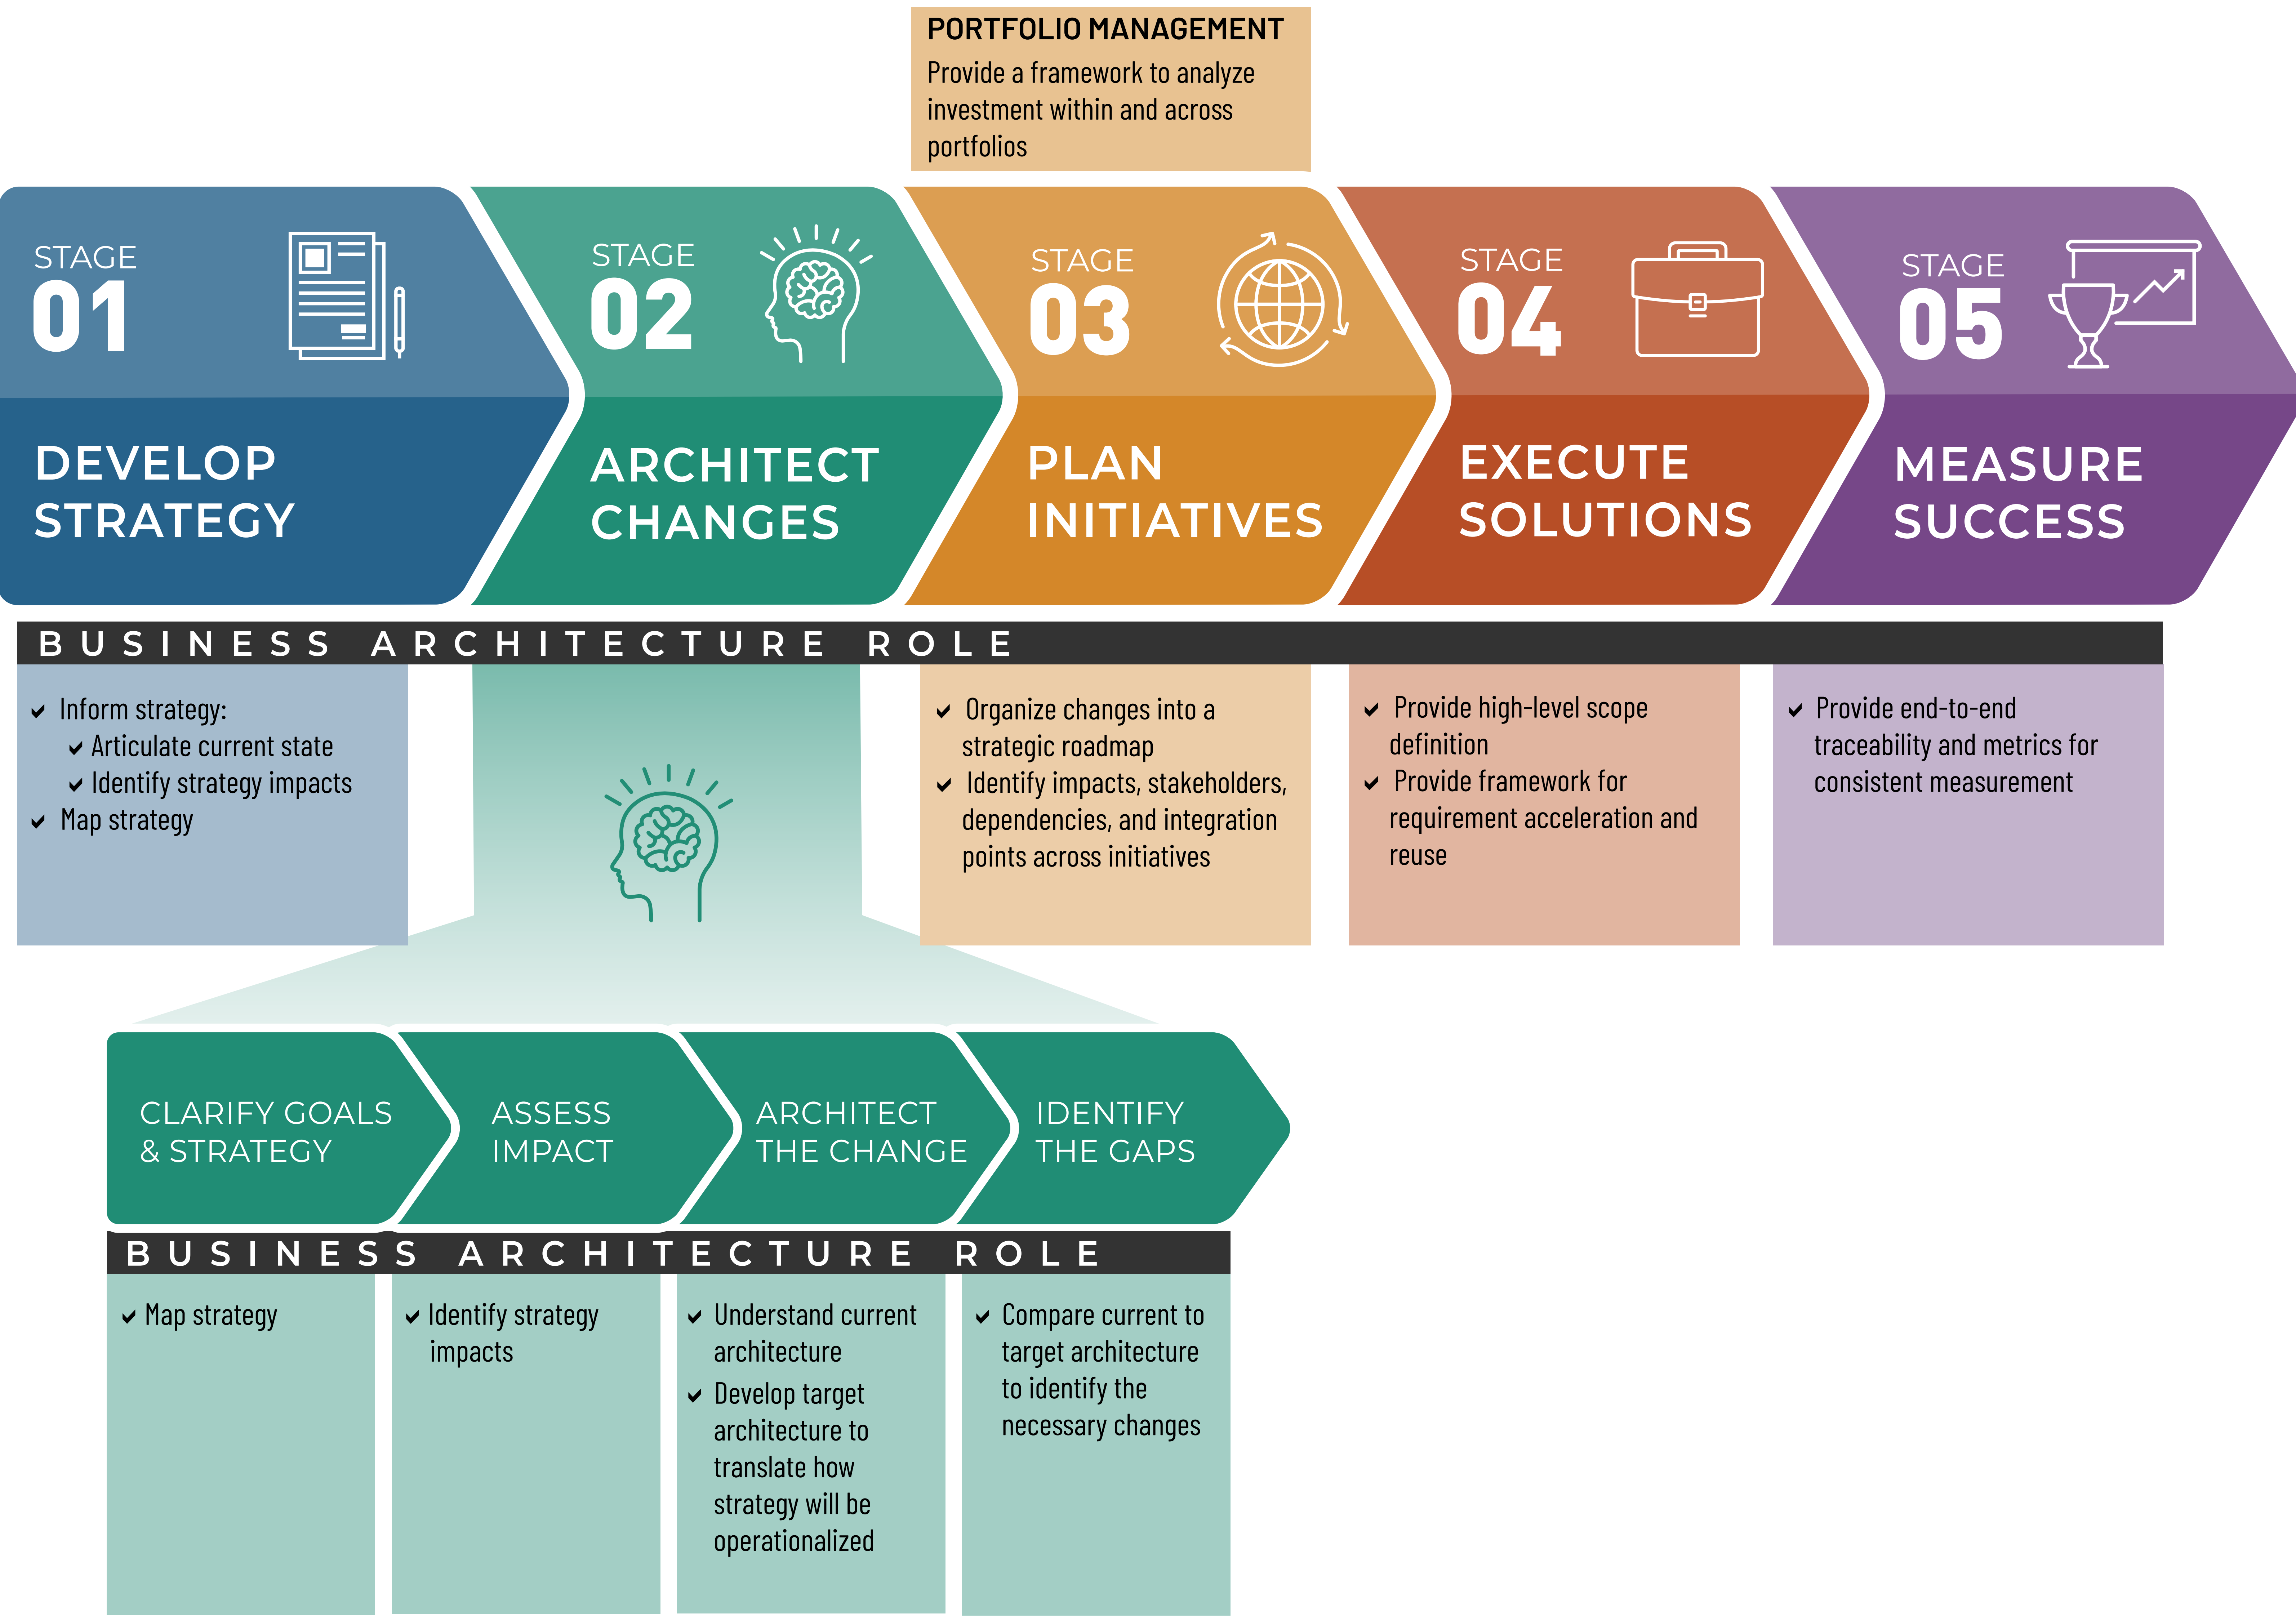 PORTFOLIO MANAGEMENT
Provide a framework to analyze
investment within and across
portfolios
STAGE
01
DEVELOP
STRATEGY
STAGE
02
ARCHITECT
CHANGES
STAGE
03
PLAN
INITIATIVES
STAGE
04
EXECUTE
SOLUTIONS
STAGE
05
MEASURE
SUCCESS
BUSINESS ARCHITECTURE ROLE
Inform strategy:
Articulate current state
Identify strategy impacts
Map strategy
Organize changes into a
strategic roadmap
Identify impacts, stakeholders,
dependencies, and integration
points across initiatives
Provide high-level scope
definition
Provide framework for
requirement acceleration and
reuse
Provide end-to-end
traceability and metrics for
consistent measurement
CLARIFY GOALS
& STRATEGY
ASSESS
IMPACT
ARCHITECT
THE CHANGE
IDENTIFY
THE GAPS
BUSINESS ARCHITECTURE ROLE
Map strategy
Identify strategy
impacts
Understand current
architecture
Develop target
architecture to
translate how
strategy will be
operationalized
Compare current to
target architecture
to identify the
necessary changes